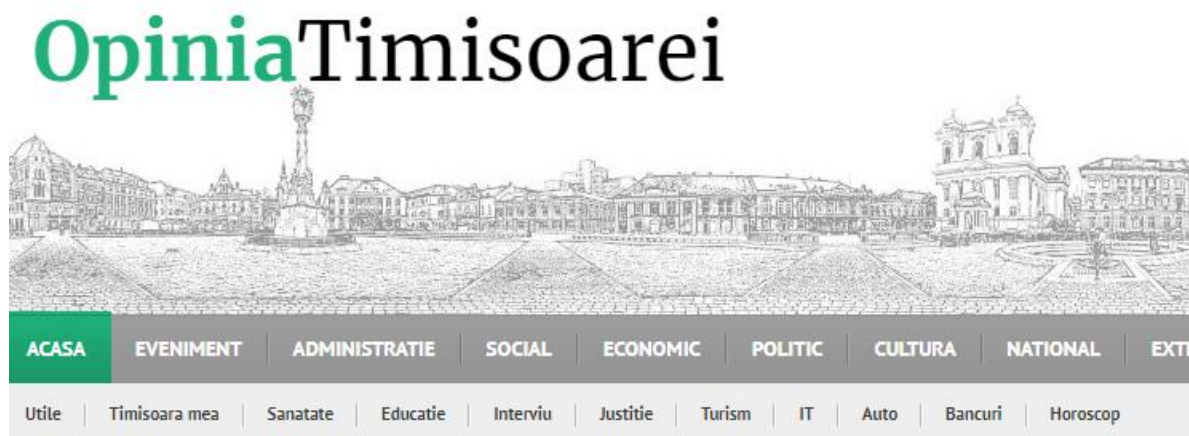 OpiniaTimisoarei
ACASA EVENIMENT ADMINISTRATIE SOCIAL ECONOMIC POLITIC CULTURA NATIONAL
Utile Timisoara mea Sanatate Educatie Interviu Justitie Turism IT Auto Bancuri Horoscop